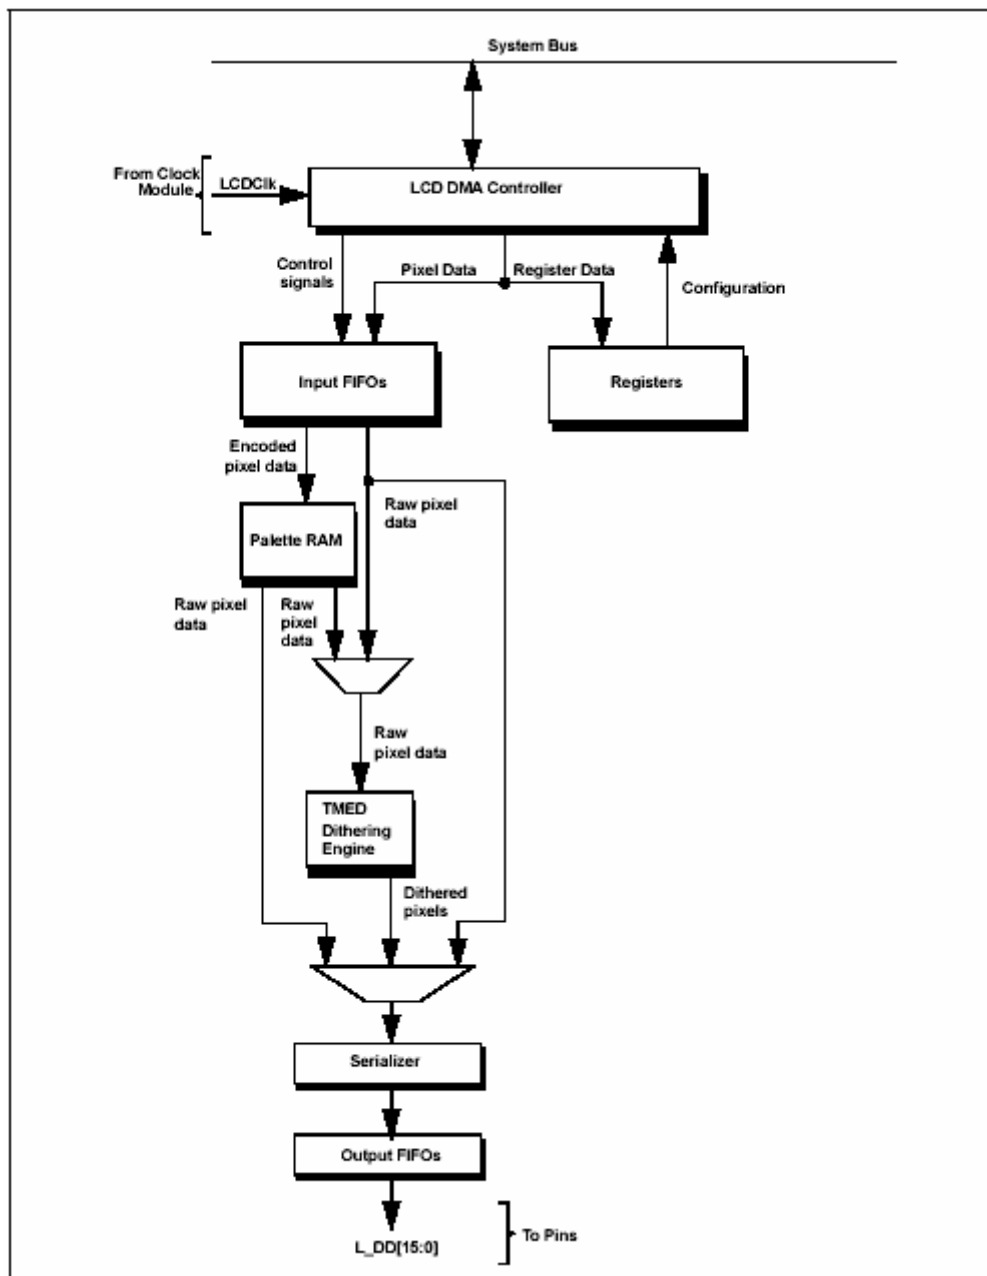 System Bus
From Clock
Module
LCDClk
LCD DMA Controller
Control
signals
Pixel Data
Register Data
Configuration
Input FIFOs
Registers
Encoded
pixel data
Raw pixel
data
Palette RAM
Raw pixel
data
Raw
pixel
data
Raw
pixel data
TMED
Dithering
Engine
Dithered
pixels
Serializer
Output FIFOs
L_DD[15:0]
To Pins